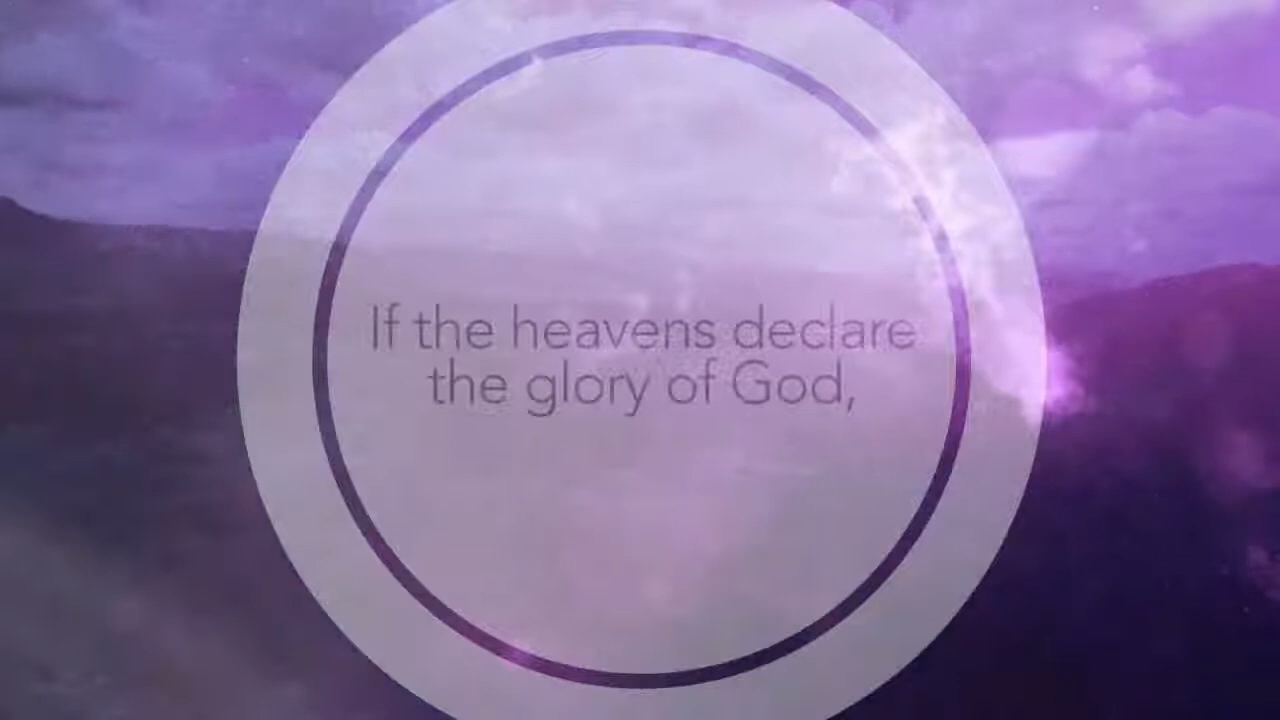 If the heavens declare
the glory of God,